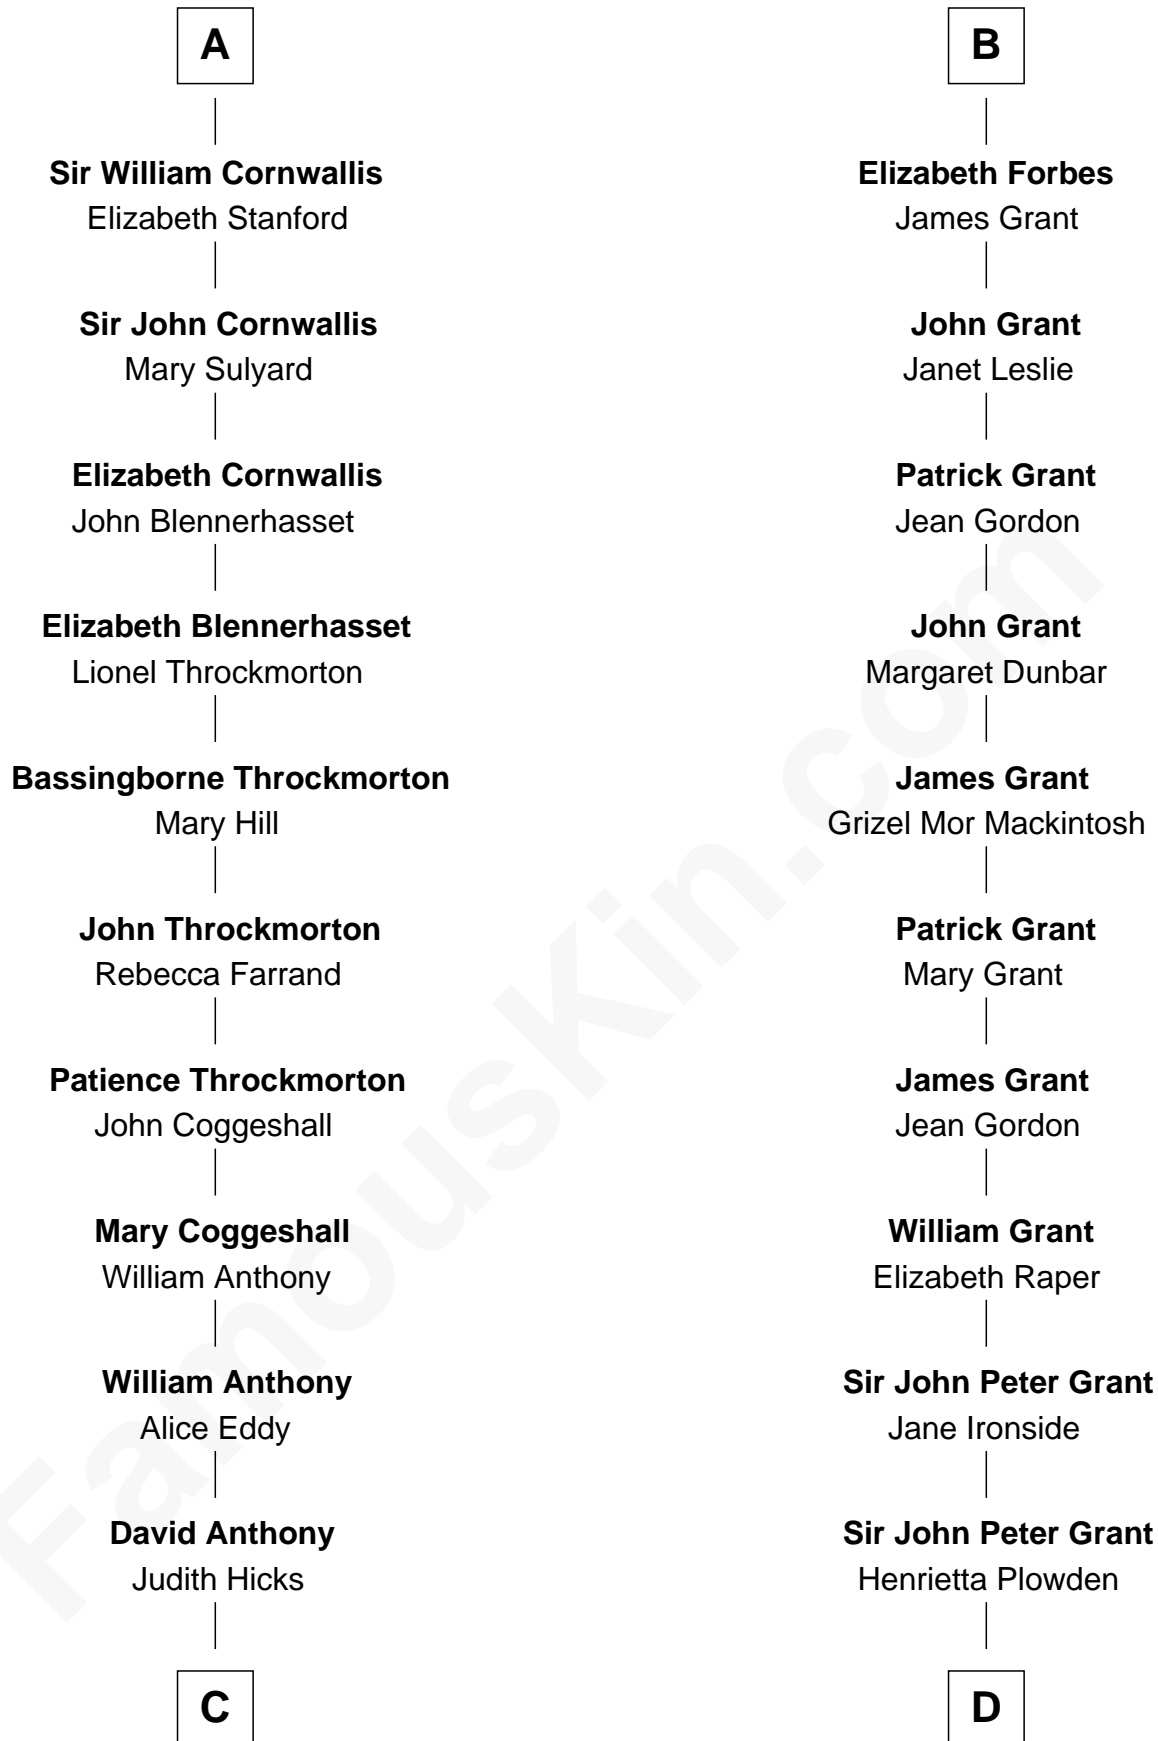 A
Sir William Cornwallis
Elizabeth Stanford
Sir John Cornwallis
Mary Sulyard
Elizabeth Cornwallis
John Blennerhasset
Elizabeth Blennerhasset
Lionel Throckmorton
Bassingborne Throckmorton
Mary Hill
John Throckmorton
Rebecca Farrand
Patience Throckmorton
John Coggeshall
Mary Coggeshall
William Anthony
William Anthony
Alice Eddy
David Anthony
Judith Hicks
C
B
Elizabeth Forbes
James Grant
John Grant
Janet Leslie
Patrick Grant
Jean Gordon
John Grant
Margaret Dunbar
James Grant
Grizel Mor Mackintosh
Patrick Grant
Mary Grant
James Grant
Jean Gordon
William Grant
Elizabeth Raper
Sir John Peter Grant
Jane Ironside
Sir John Peter Grant
Henrietta Plowden
D
FamousKin.com